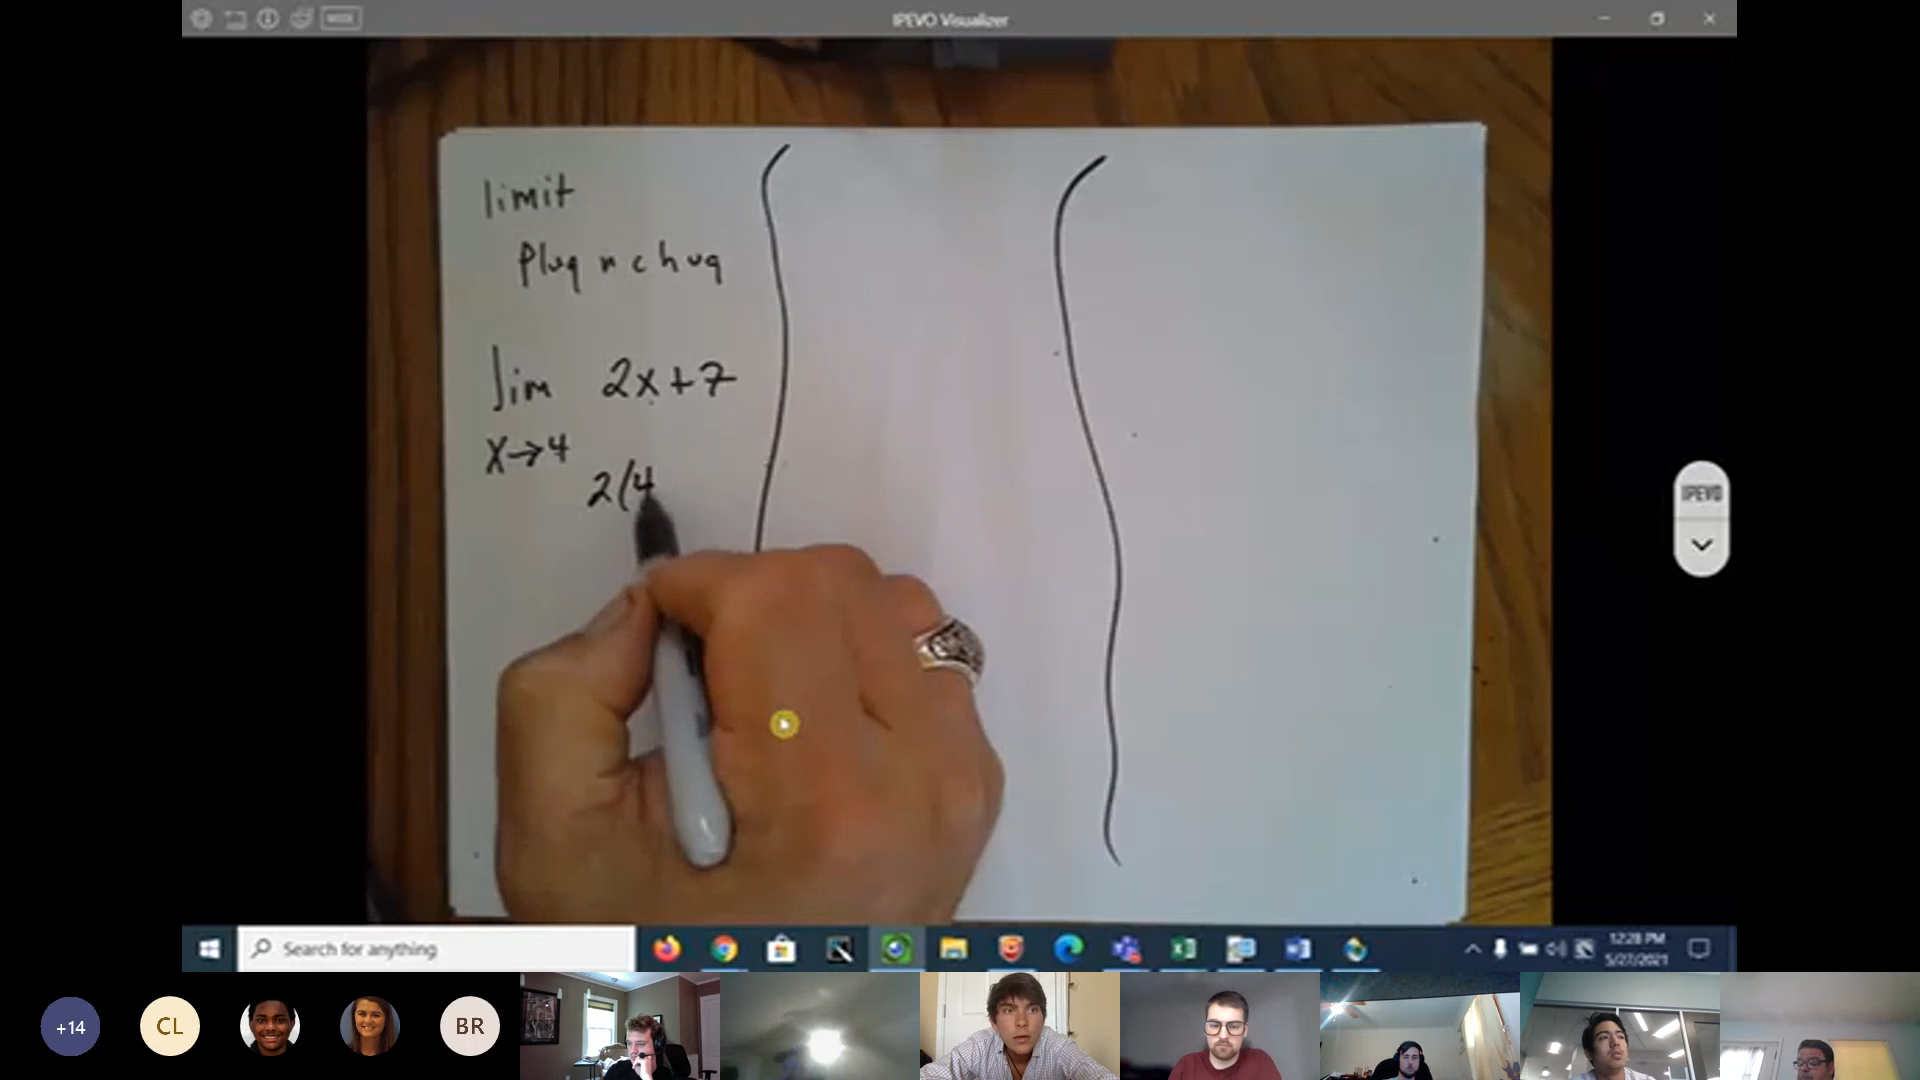 IPEVO Visualizer
limit
Plug n chug
lim 2x+7
x→4
2(4
IPEVO
Search for anything
12:28 PM
5/27/2021
+14
CL
BR